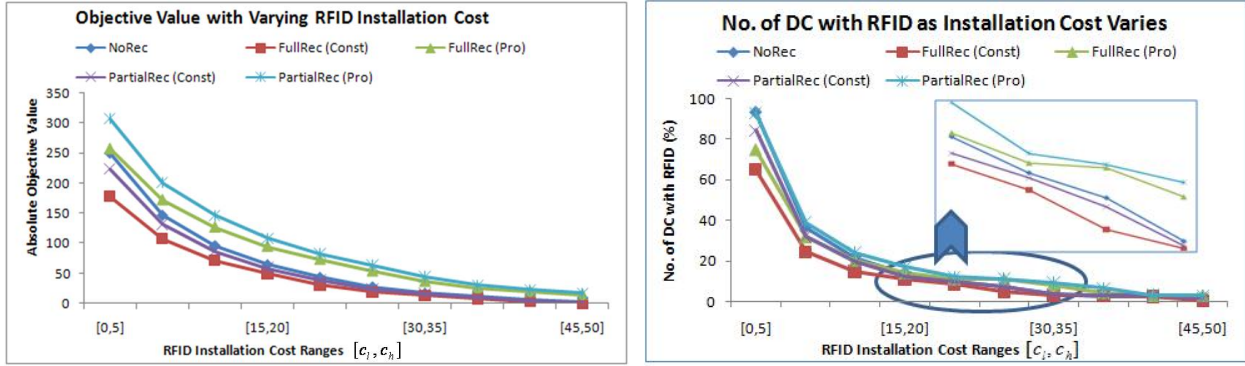 Objective Value with Varying RFID Installation Cost
NoRec FullRec (Const) FullRec (Pro)
PartialRec (Const) PartialRec (Pro)
Absolute Objective Value
350
300
250
200
150
100
50
0
[0,5] [15,20] [30,35] [45,50]
RFID Installation Cost Ranges [c_l, c_h]
No. of DC with RFID as Installation Cost Varies
NoRec FullRec (Const) FullRec (Pro)
PartialRec (Const) PartialRec (Pro)
No. of DC with RFID (%)
100
80
60
40
20
0
[0,5] [15,20] [30,35] [45,50]
RFID Installation Cost Ranges [c_l, c_h]